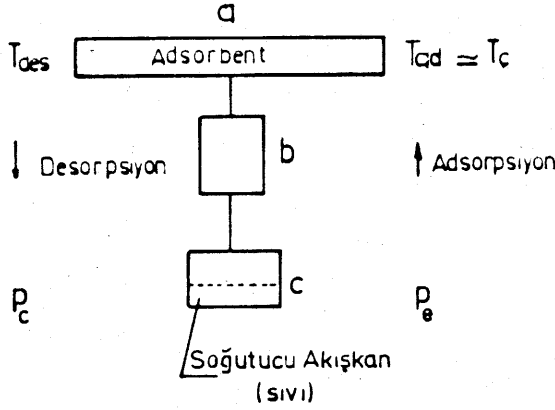 a
T_des Adsorbent T_ad ≃ T_ç
b
↓ Desorpsiyon ↑ Adsorpsiyon
c
P_c P_e
Soğutucu Akışkan
(sıvı)